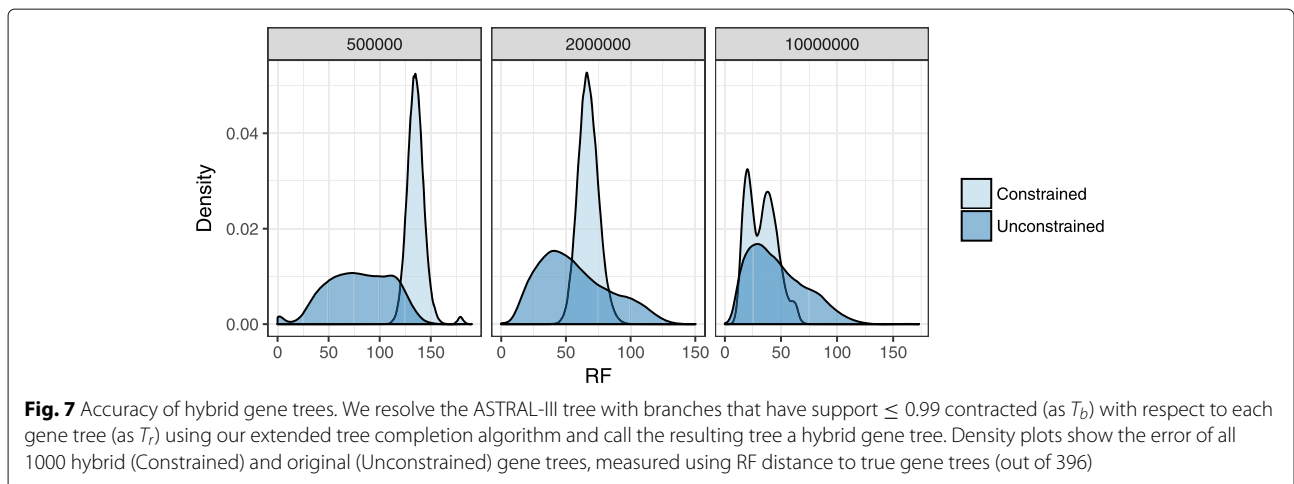 500000 2000000 10000000
0.04
0.02
0.00
Density
0 50 100 150 0 50 100 150 0 50 100 150
RF
Constrained
Unconstrained
Fig. 7 Accuracy of hybrid gene trees. We resolve the ASTRAL-III tree with branches that have support ≤ 0.99 contracted (as T_b) with respect to each
gene tree (as T_r) using our extended tree completion algorithm and call the resulting tree a hybrid gene tree. Density plots show the error of all
1000 hybrid (Constrained) and original (Unconstrained) gene trees, measured using RF distance to true gene trees (out of 396)